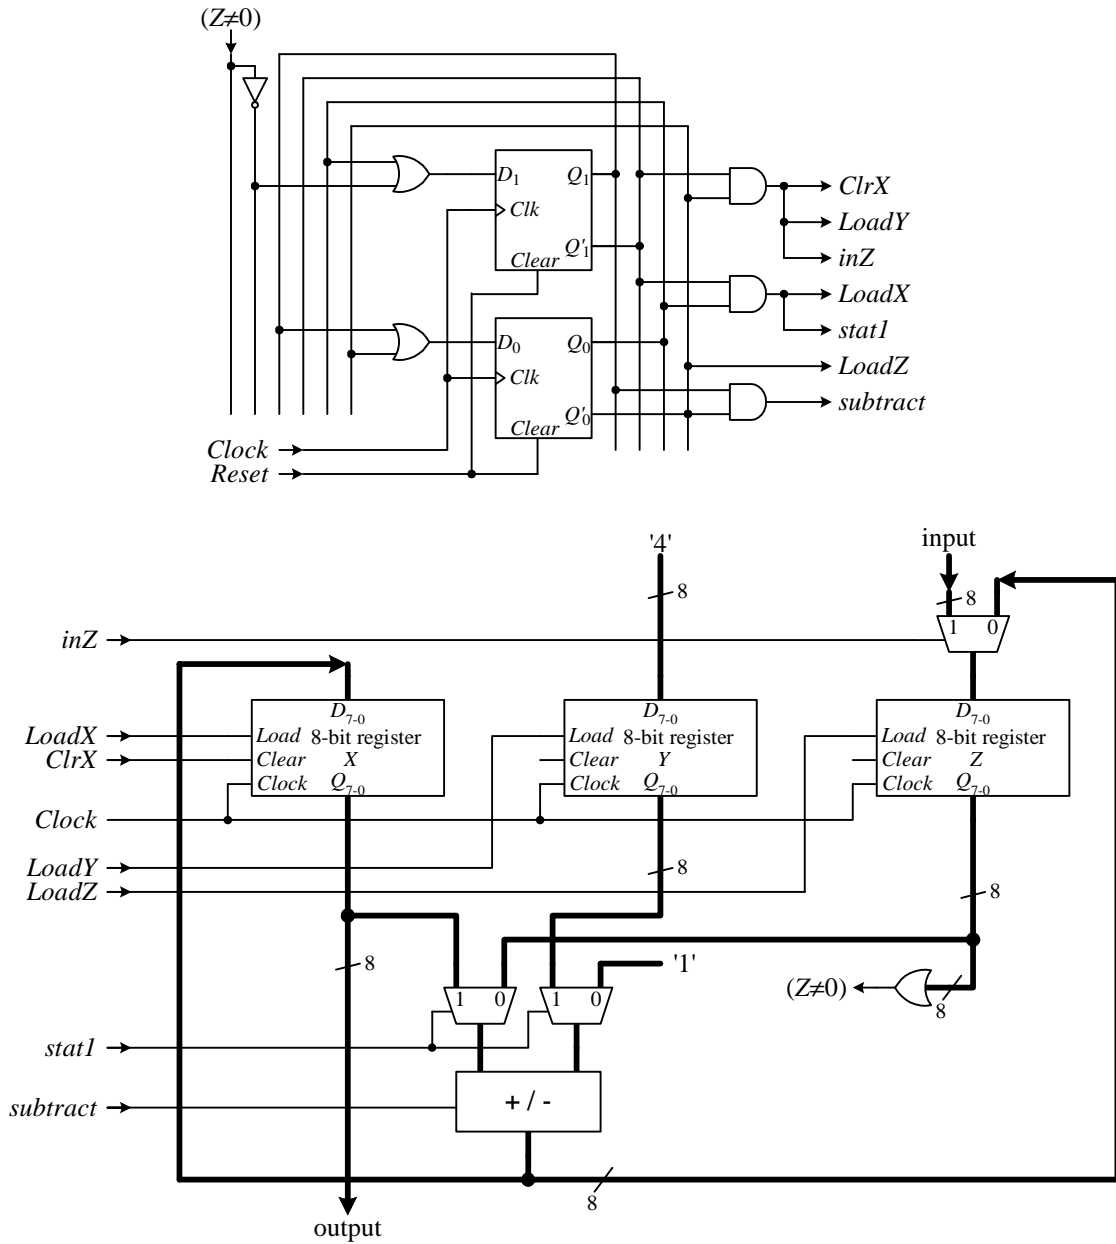 (Z≠0)
D1 Q1
Clk
Q'1
Clear
ClrX
LoadY
inZ
LoadX
stat1
D0 Q0
Clk
Q'0
Clear
LoadZ
subtract
Clock
Reset
'4'
input
8
8
1 0
inZ
D7-0
Load 8-bit register
Clear X
Clock Q7-0
D7-0
Load 8-bit register
Clear Y
Clock Q7-0
D7-0
Load 8-bit register
Clear Z
Clock Q7-0
LoadX
ClrX
Clock
LoadY
LoadZ
8
8
8
'1'
1 0
1 0
(Z≠0)
8
stat1
subtract
+ / -
8
output